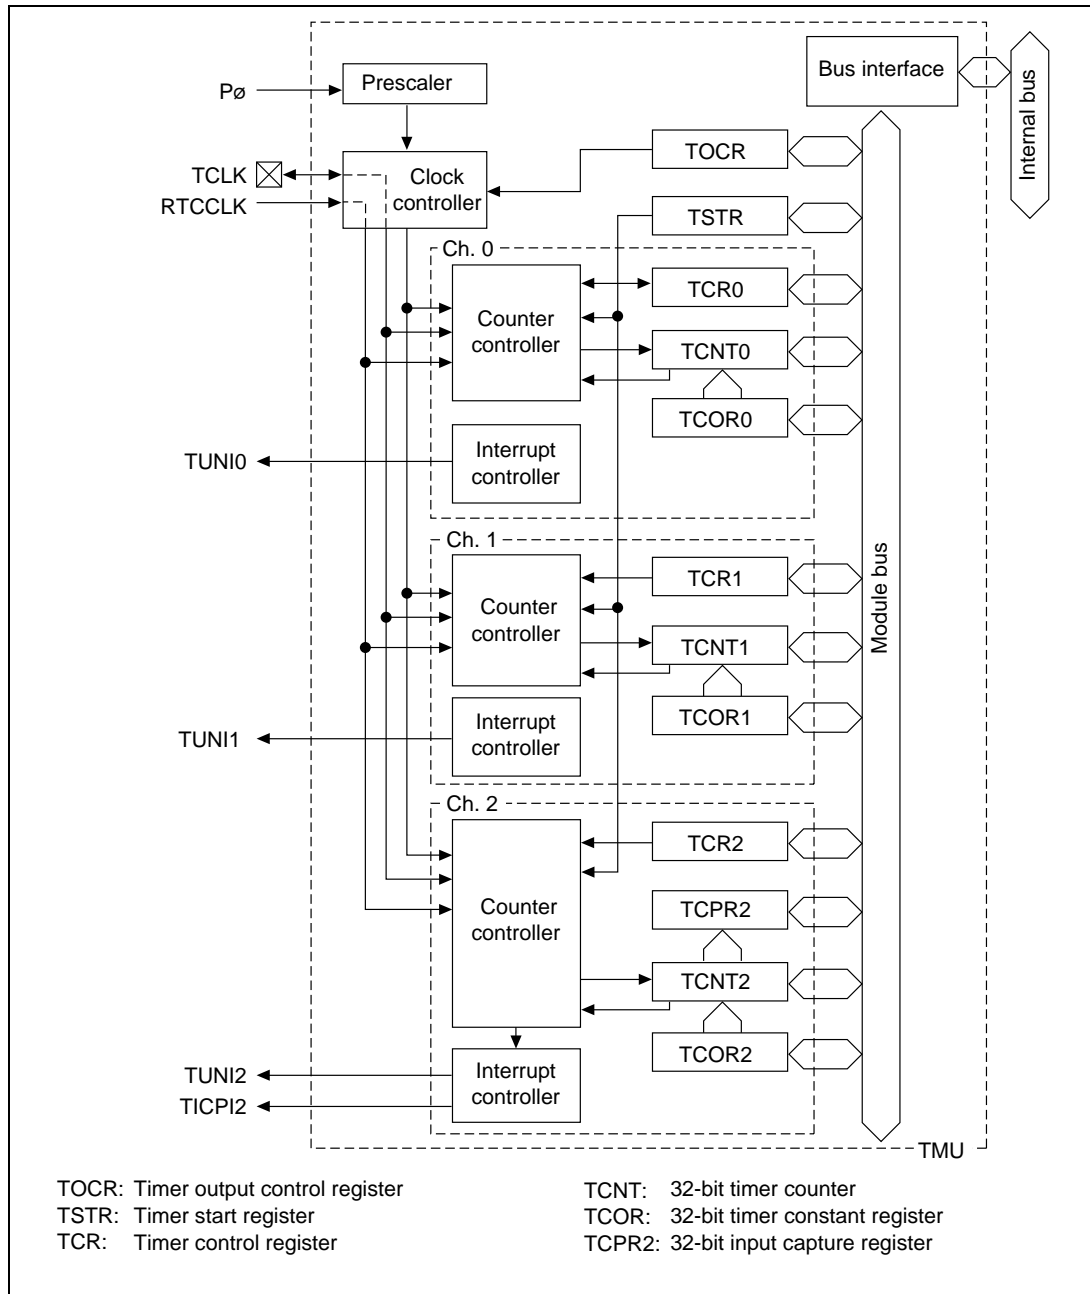 Bus interface
Internal bus
Prescaler
Pø
TOCR
TCLK
Clock
controller
RTCCLK
TSTR
Ch. 0
TCR0
Counter
controller
TCNT0
TCOR0
Interrupt
controller
TUNI0
Ch. 1
Module bus
TCR1
Counter
controller
TCNT1
TCOR1
Interrupt
controller
TUNI1
Ch. 2
TCR2
Counter
controller
TCPR2
TCNT2
TCOR2
Interrupt
controller
TUNI2
TICPI2
TMU
TOCR: Timer output control register
TSTR: Timer start register
TCR: Timer control register
TCNT: 32-bit timer counter
TCOR: 32-bit timer constant register
TCPR2: 32-bit input capture register